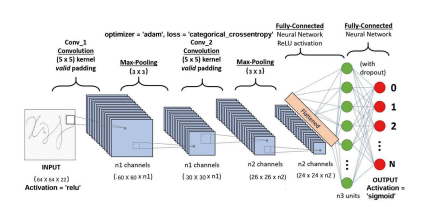 optimizer = 'adam, loss = 'categorical_crossentropy'
Conv_1
Convolution
(5 x 5) kernel
valid padding
Max-Pooling
(3 x 3)
Conv_2
Convolution
(5 x 5) kernel
valid padding
Max-Pooling
(3 x 3)
Fully-Connected
Neural Network
ReLU activation
Fully-Connected
Neural Network
(with
dropout)
Flattened
0
1
2
N
INPUT
(64 x 64 x 22)
Activation = 'relu'
n1 channels
(60 x 60 x n1)
n1 channels
(30 x 30 x n1)
n2 channels
(26 x 26 x n2)
n2 channels
(24 x 24 x n2)
n3 units
OUTPUT
Activation =
'sigmoid'